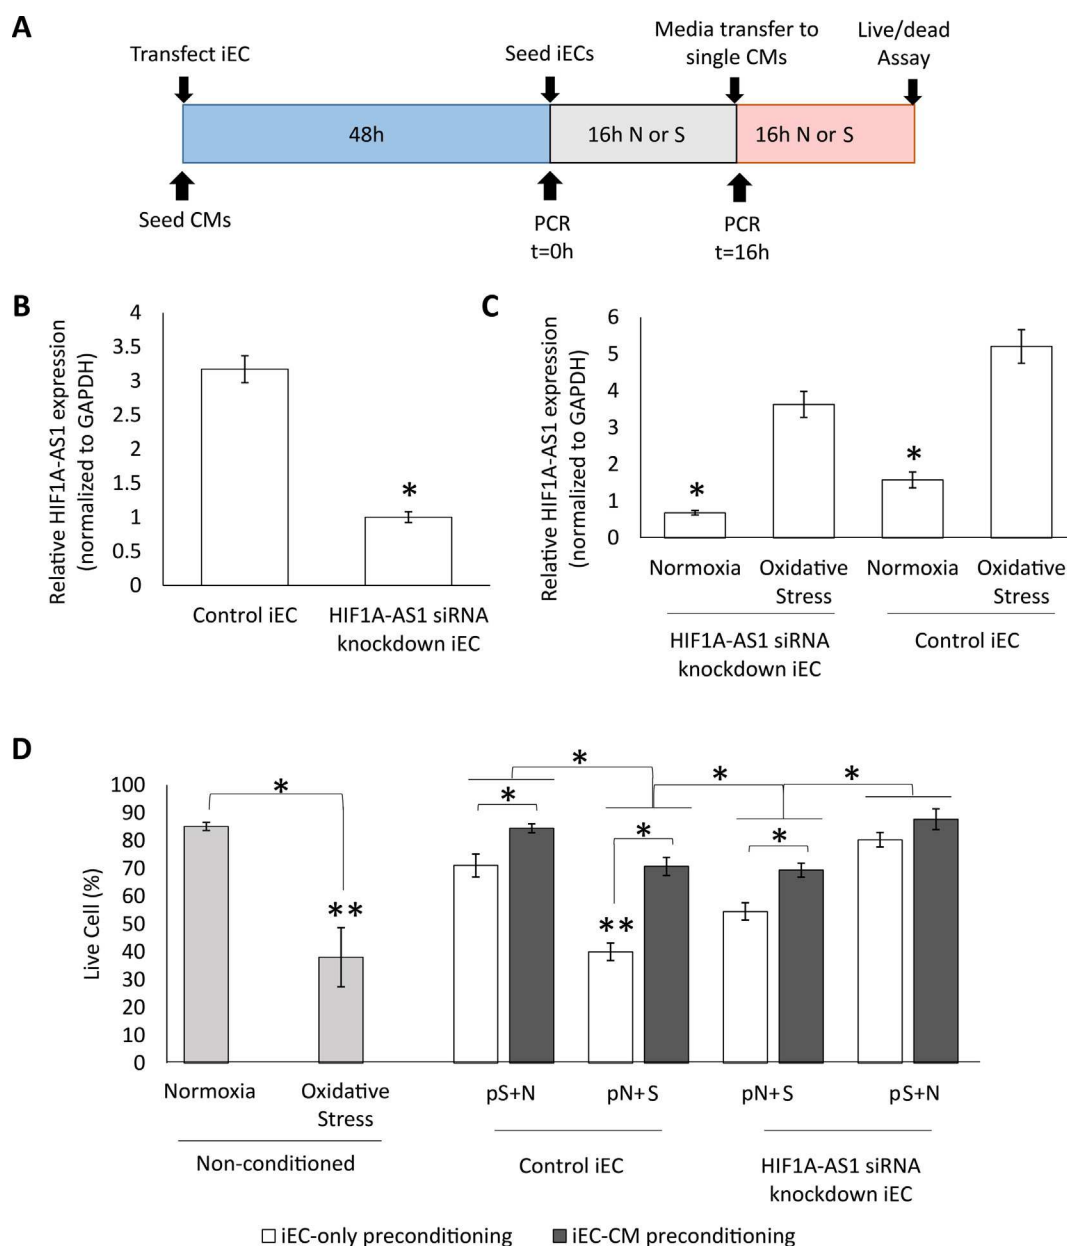 A
Transfect iEC
Seed iECs
Media transfer to
single CMs
Live/dead
Assay
48h
16h N or S
16h N or S
Seed CMs
PCR
t=0h
PCR
t=16h
B
Relative HIF1A-AS1 expression
(normalized to GAPDH)
4
3.5
3
2.5
2
1.5
1
0.5
0
*
Control iEC
HIF1A-AS1 siRNA
knockdown iEC
C
Relative HIF1A-AS1 expression
(normalized to GAPDH)
6
5
4
3
2
1
0
*
*
Normoxia
Oxidative
Stress
Normoxia
Oxidative
Stress
HIF1A-AS1 siRNA
knockdown iEC
Control iEC
D
Live Cell (%)
100
90
80
70
60
50
40
30
20
10
0
*
**
*
*
*
**
*
*
*
Normoxia
Oxidative
Stress
pS+N
pN+S
pN+S
pS+N
Non-conditioned
Control iEC
HIF1A-AS1 siRNA
knockdown iEC
iEC-only preconditioning
iEC-CM preconditioning